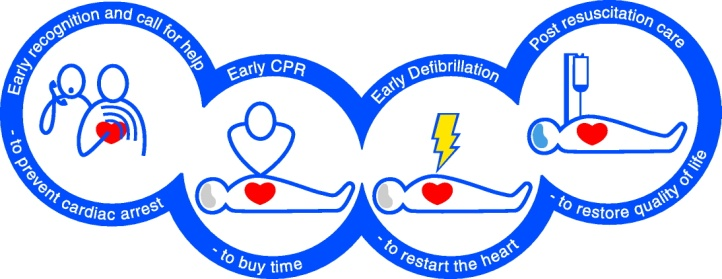 Early recognition and call for help
- to prevent cardiac arrest
Early CPR
- to buy time
Early Defibrillation
- to restart the heart
Post resuscitation care
- to restore quality of life